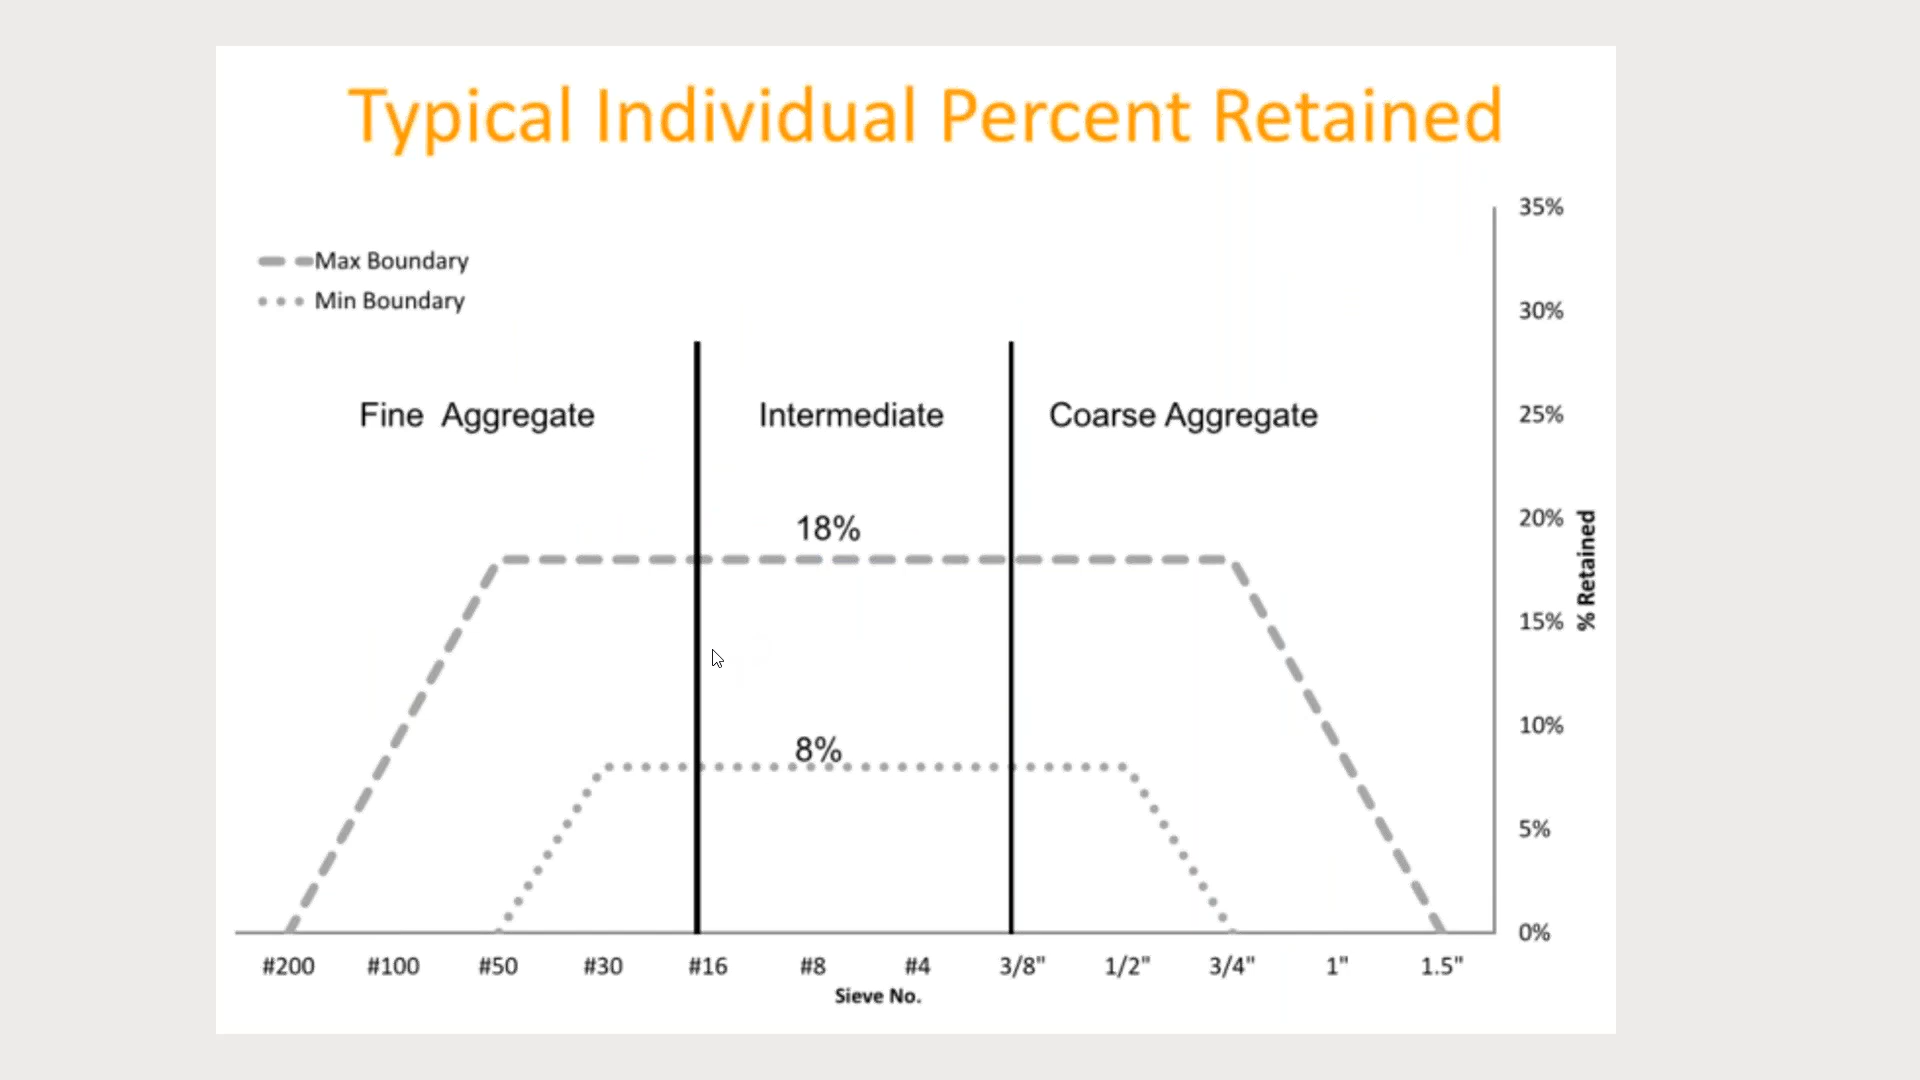 Typical Individual Percent Retained
Max Boundary
Min Boundary
Fine Aggregate
Intermediate
Coarse Aggregate
18%
8%
35%
30%
25%
20%
15%
10%
5%
0%
% Retained
#200 #100 #50 #30 #16 #8 #4 3/8" 1/2" 3/4" 1" 1.5"
Sieve No.